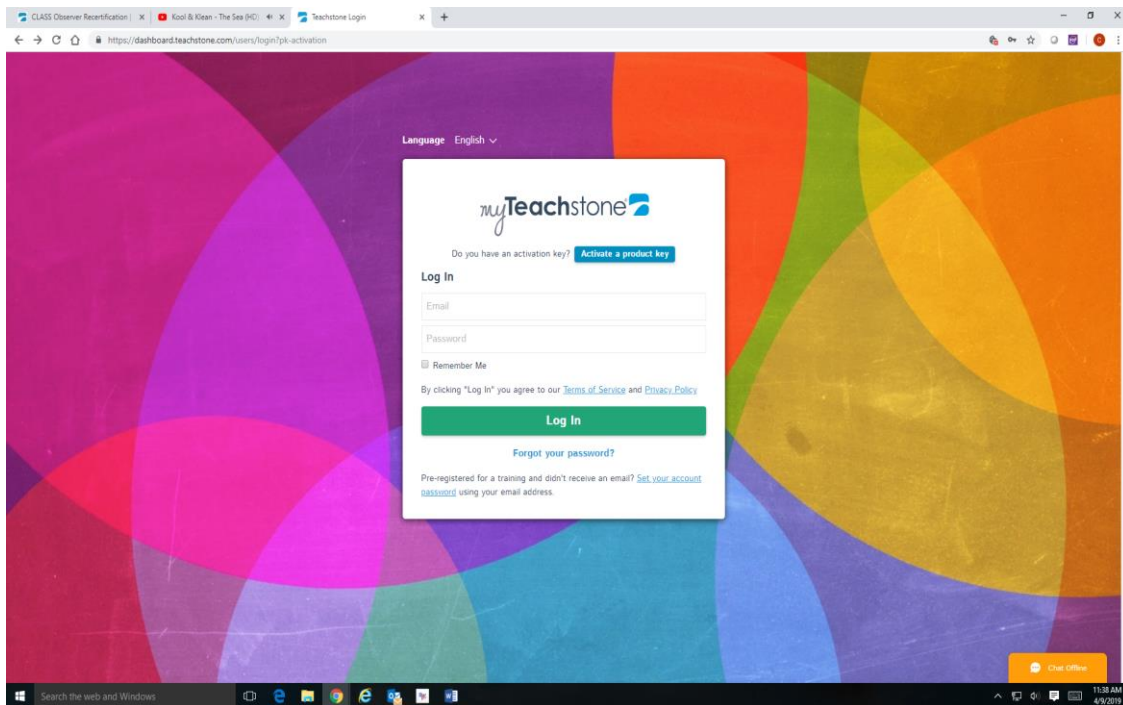 CLASS Observer Recertification |
Kool & Klean - The Sea (HD)
Teachstone Login
https://dashboard.teachstone.com/users/login?pk-activation
Language English
myTeachstone
Do you have an activation key? Activate a product key
Log In
Email
Password
Remember Me
By clicking "Log In" you agree to our Terms of Service and Privacy Policy
Log In
Forgot your password?
Pre-registered for a training and didn't receive an email? Set your account
password using your email address.
Chat Offline
Search the web and Windows
11:38 AM
4/9/2019